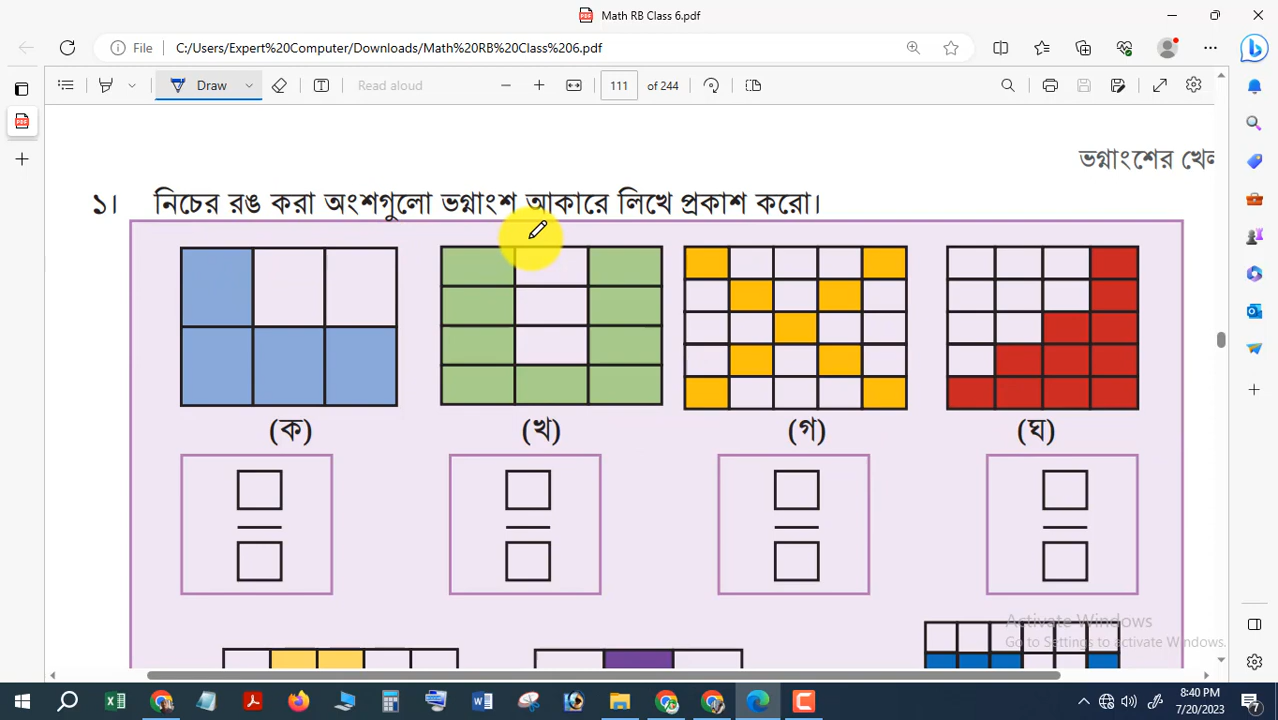 Math RB Class 6.pdf
File C:/Users/Expert%20Computer/Downloads/Math%20RB%20Class%206.pdf
Draw Read aloud 111 of 244
ভগ্নাংশের খেল
১। নিচের রঙ করা অংশগুলো ভগ্নাংশ আকারে লিখে প্রকাশ করো।
(ক) (খ) (গ) (ঘ)
Activate Windows
Go to Settings to activate Windows.
8:40 PM
7/20/2023
7